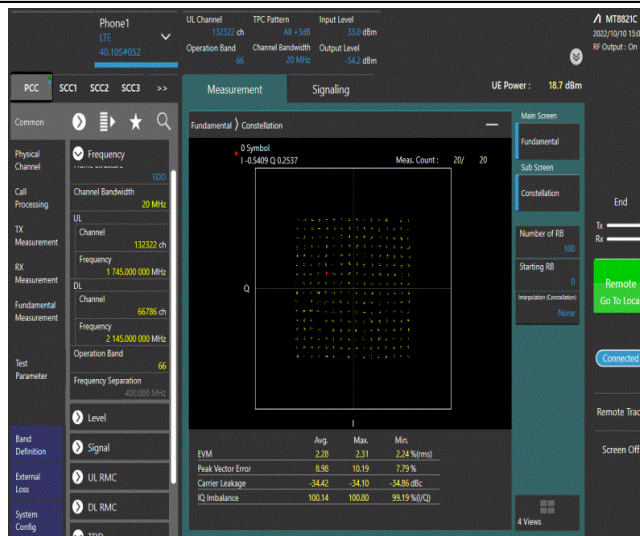 Phone1
LTE
40.10S#052
UL Channel TPC Pattern Input Level
132322 ch All +3dB 33.0 dBm
Operation Band Channel Bandwidth Output Level
66 20 MHz -54.2 dBm
MT8821C
2022/10/10 15:0
RF Output : On
PCC SCC1 SCC2 SCC3 >>
Measurement Signaling UE Power : 18.7 dBm
Common
Physical
Channel
Call
Processing
TX
Measurement
RX
Measurement
Fundamental
Measurement
Test
Parameter
Band
Definition
External
Loss
System
Config
Frequency
FDD
Channel Bandwidth
20 MHz
UL
Channel
132322 ch
Frequency
1 745.000 000 MHz
DL
Channel
66786 ch
Frequency
2 145.000 000 MHz
Operation Band
66
Frequency Separation
400.000 MHz
Level
Signal
UL RMC
DL RMC
TDD
Fundamental 〉 Constellation
0 Symbol
I -0.5409 Q 0.2537 Meas. Count : 20/ 20
Q
I
Avg. Max. Min.
EVM 2.28 2.31 2.24 %(rms)
Peak Vector Error 8.98 10.19 7.79 %
Carrier Leakage -34.42 -34.10 -34.86 dBc
IQ Imbalance 100.14 100.80 99.19 %(I/Q)
Main Screen
Fundamental
Sub Screen
Constellation
Number of RB
100
Starting RB
0
Interpolation (Constellation)
None
4 Views
End
Tx
Rx
Remote
Go To Loca
Connected
Remote Trac
Screen Off